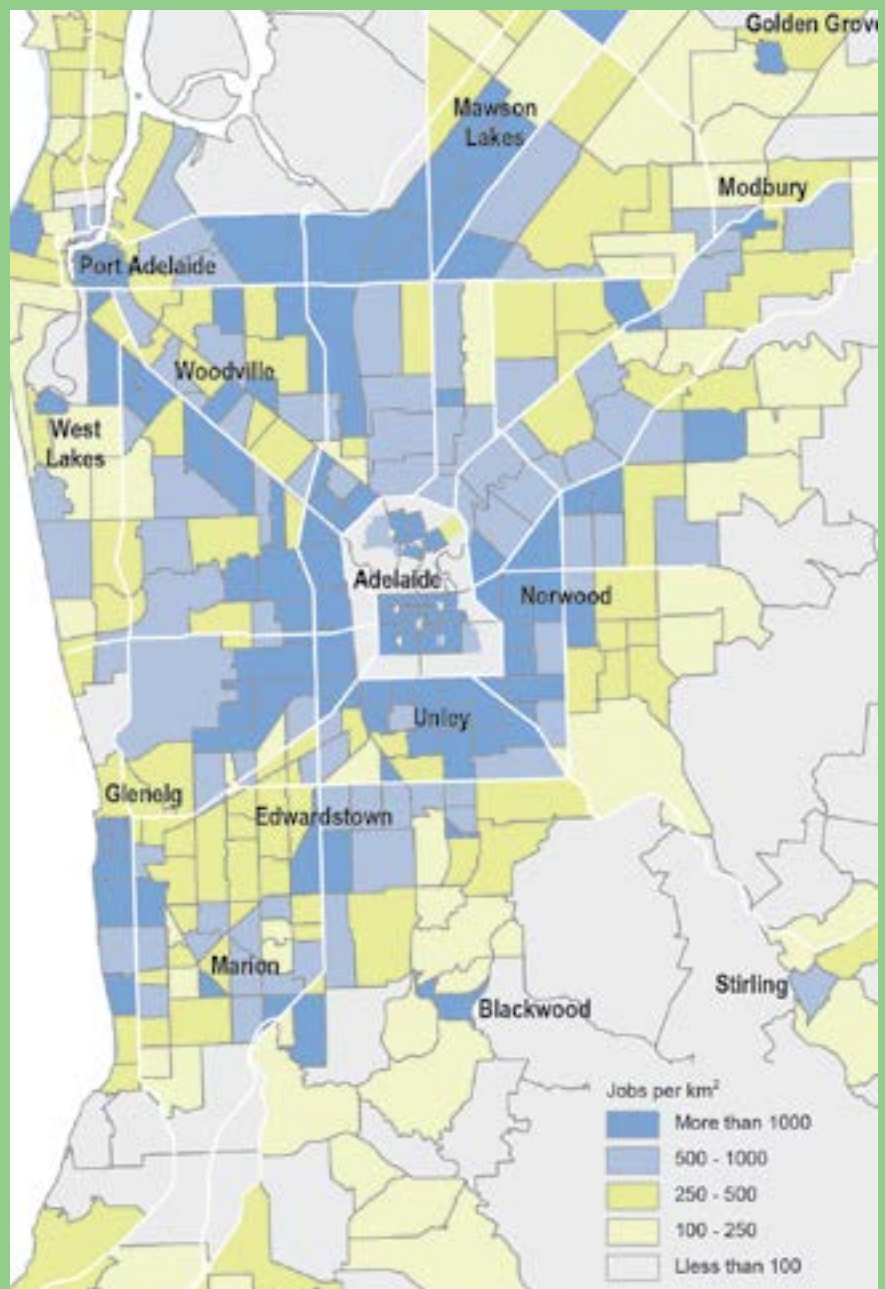 Golden Grove
Mawson
Lakes
Modbury
Port Adelaide
Woodville
West
Lakes
Adelaide
Norwood
Unley
Glenelg
Edwardstown
Marion
Stirling
Blackwood
Jobs per km²
More than 1000
500 - 1000
250 - 500
100 - 250
Lless than 100